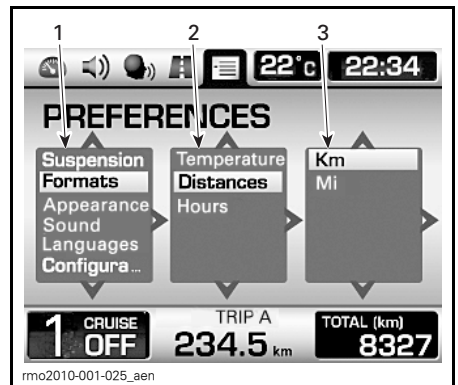 1 2 3
22°c 22:34
PREFERENCES
Suspension
Formats
Appearance
Sound
Languages
Configura...
Temperature
Distances
Hours
Km
Mi
1 CRUISE OFF
TRIP A
234.5 km
TOTAL (km)
8327
rmo2010-001-025_aen